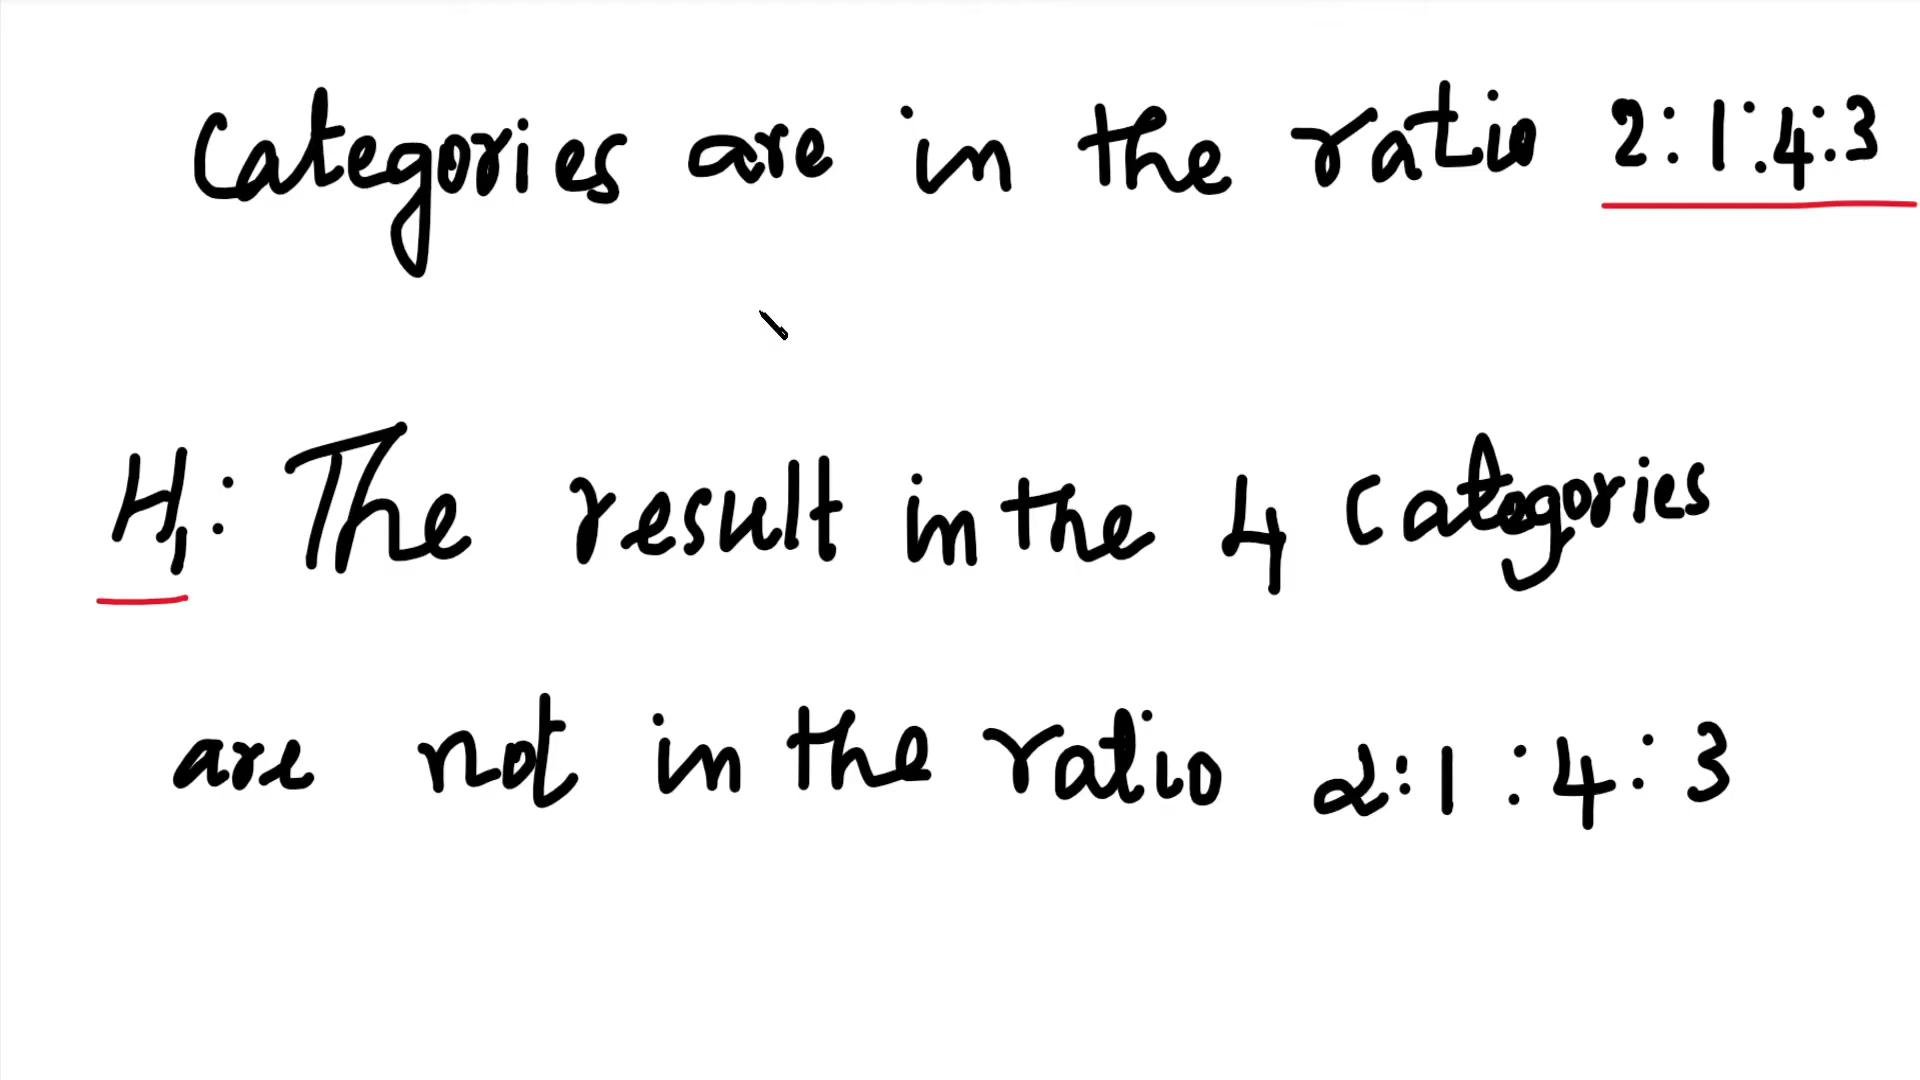 Categories are in the ratio 2:1:4:3
H₁: The result in the 4 Categories
are not in the ratio 2:1:4:3